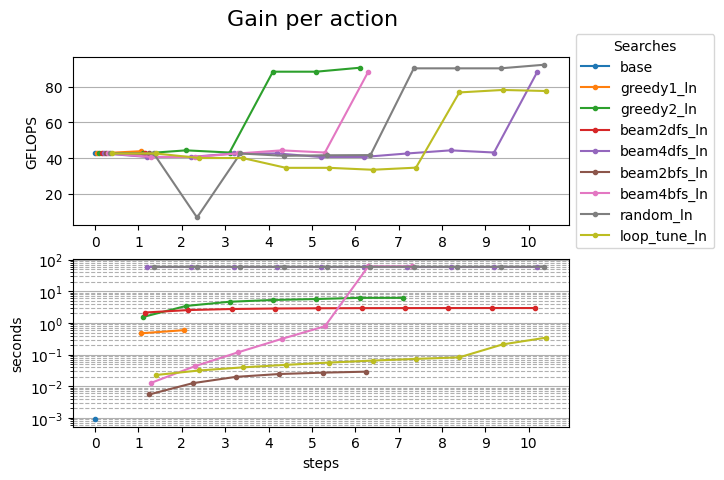 Gain per action
Searches
base
greedy1_ln
greedy2_ln
beam2dfs_ln
beam4dfs_ln
beam2bfs_ln
beam4bfs_ln
random_ln
loop_tune_ln
GFLOPS
80
60
40
20
0 1 2 3 4 5 6 7 8 9 10
seconds
10²
10¹
10⁰
10⁻¹
10⁻²
10⁻³
0 1 2 3 4 5 6 7 8 9 10
steps